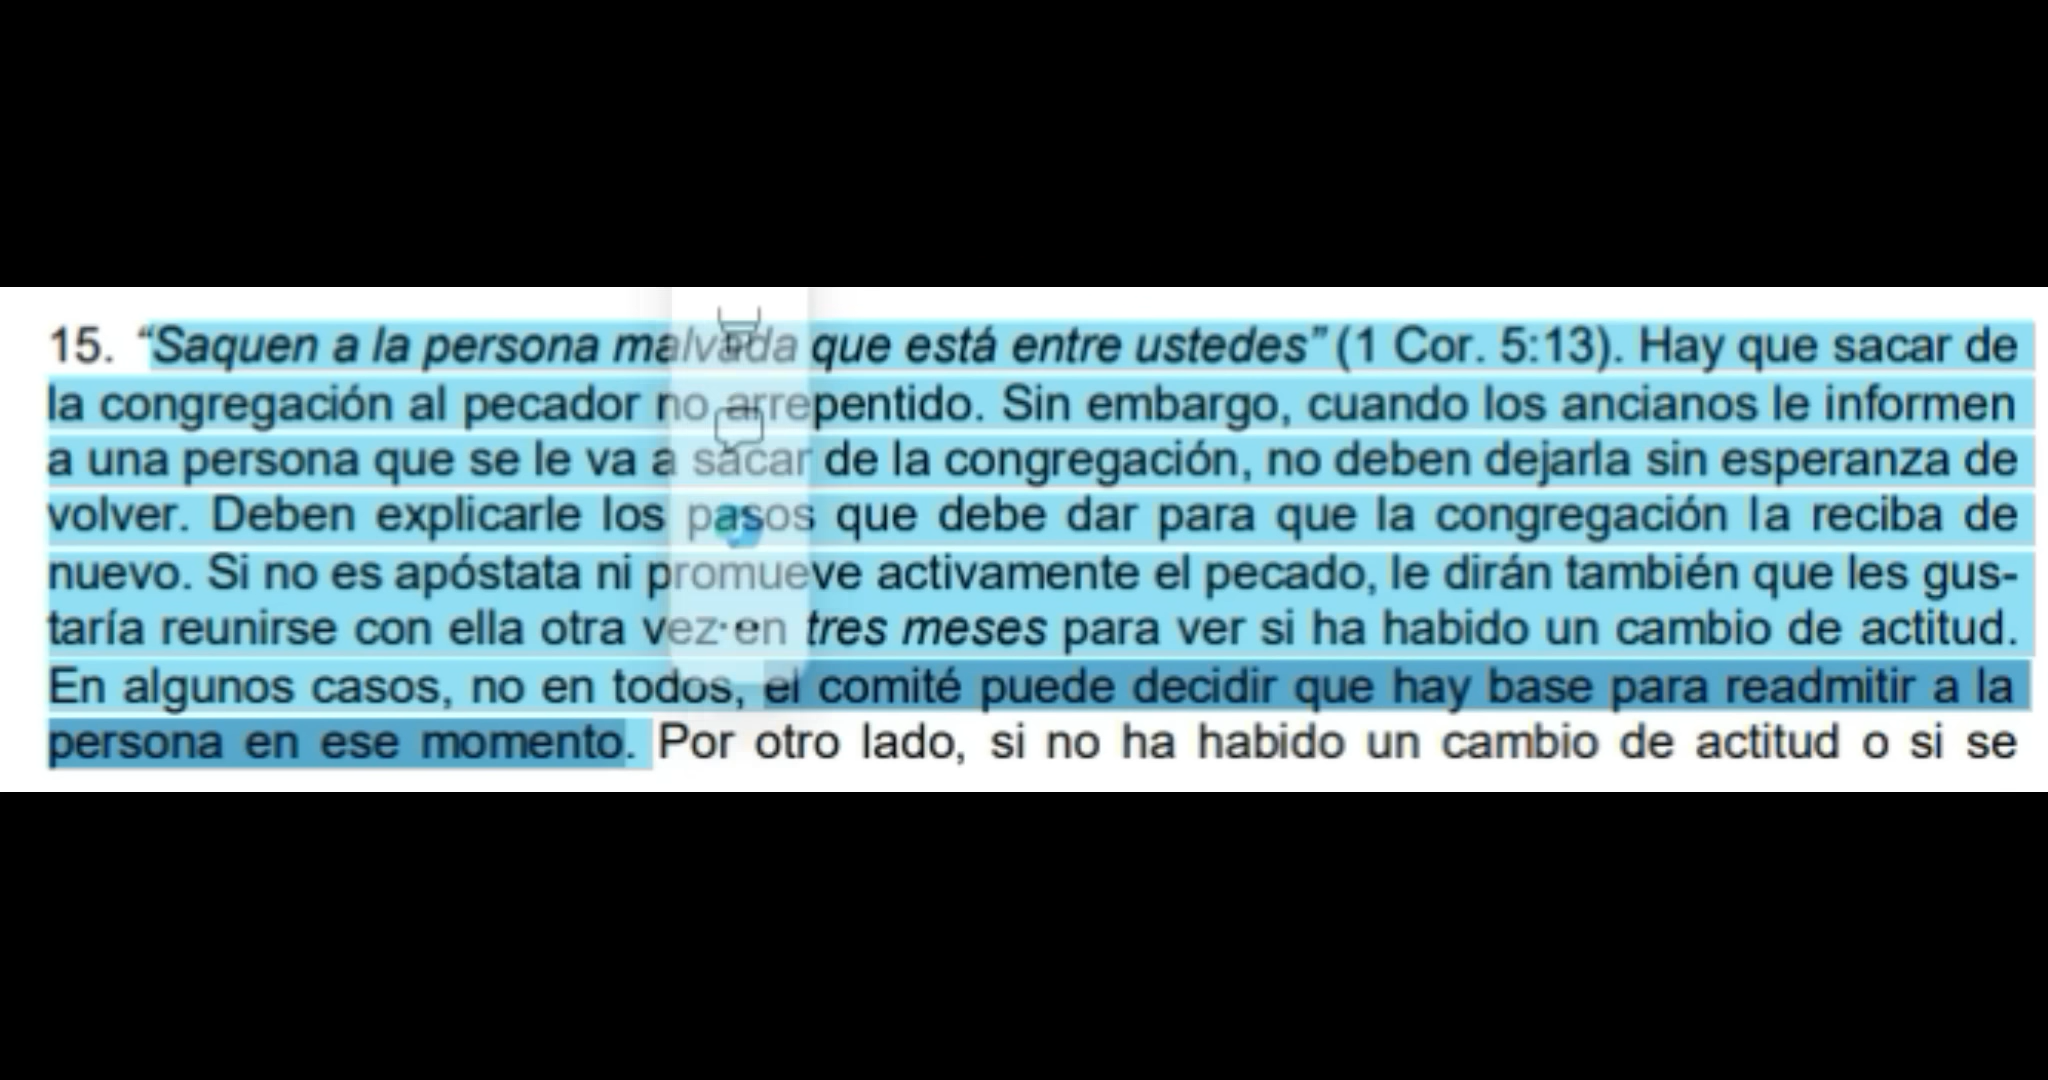 15. “Saquen a la persona malvada que está entre ustedes” (1 Cor. 5:13). Hay que sacar de
la congregación al pecador no arrepentido. Sin embargo, cuando los ancianos le informen
a una persona que se le va a sacar de la congregación, no deben dejarla sin esperanza de
volver. Deben explicarle los pasos que debe dar para que la congregación la reciba de
nuevo. Si no es apóstata ni promueve activamente el pecado, le dirán también que les gus-
taría reunirse con ella otra vez en tres meses para ver si ha habido un cambio de actitud.
En algunos casos, no en todos, el comité puede decidir que hay base para readmitir a la
persona en ese momento. Por otro lado, si no ha habido un cambio de actitud o si se